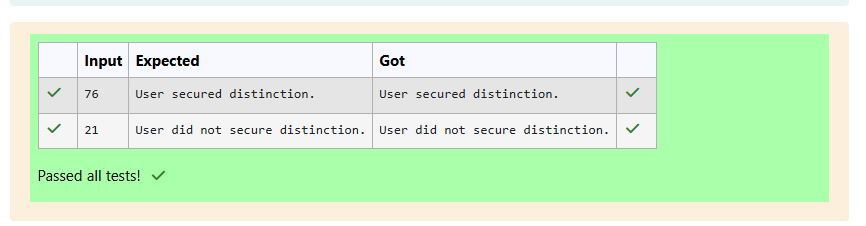 Input Expected Got
76 User secured distinction. User secured distinction.
21 User did not secure distinction. User did not secure distinction.
Passed all tests!